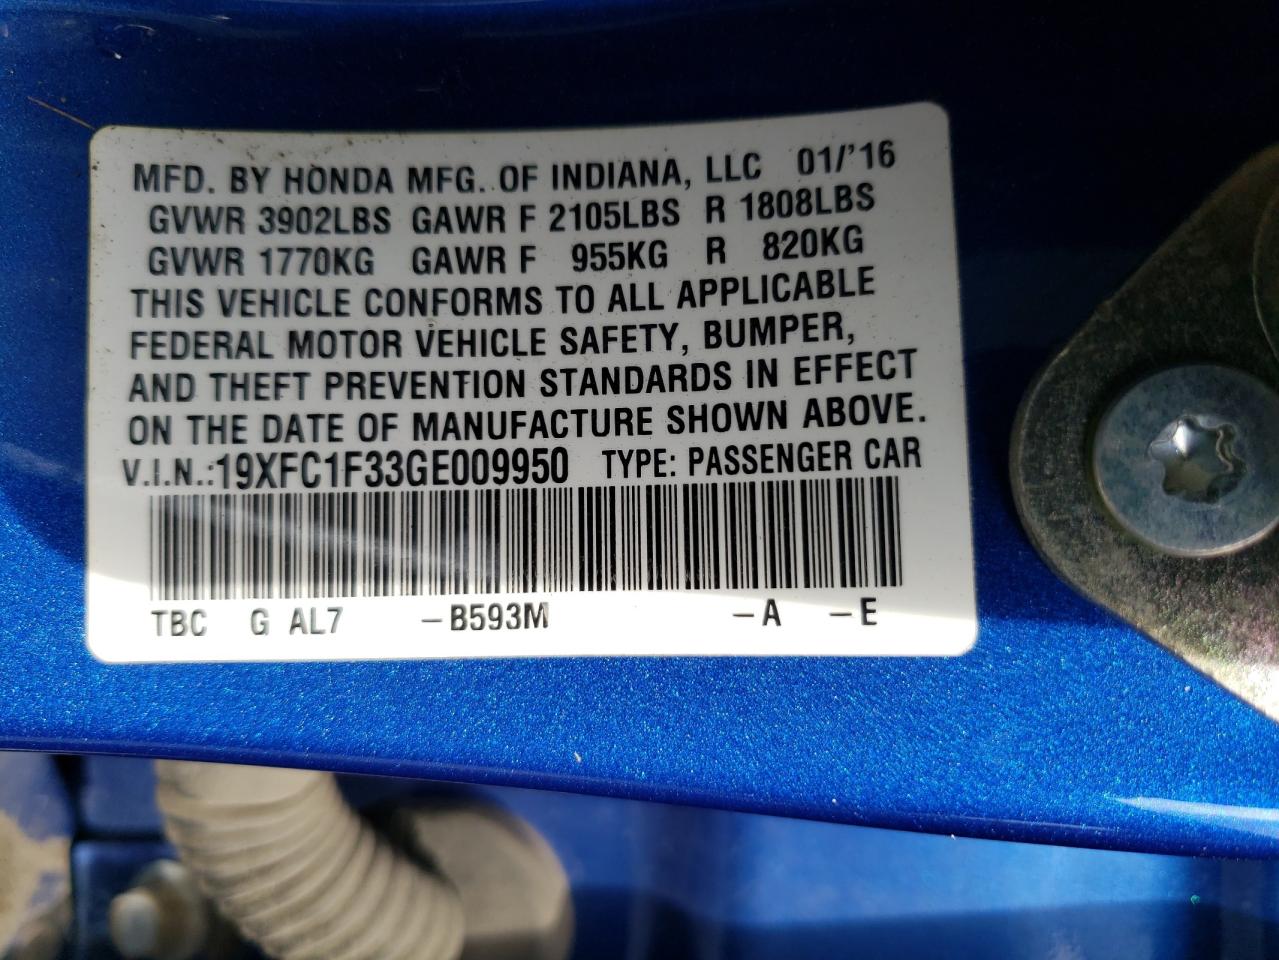 MFD. BY HONDA MFG. OF INDIANA, LLC 01/'16
GVWR 3902LBS GAWR F 2105LBS R 1808LBS
GVWR 1770KG GAWR F 955KG R 820KG
THIS VEHICLE CONFORMS TO ALL APPLICABLE
FEDERAL MOTOR VEHICLE SAFETY, BUMPER,
AND THEFT PREVENTION STANDARDS IN EFFECT
ON THE DATE OF MANUFACTURE SHOWN ABOVE.
V.I.N.:19XFC1F33GE009950 TYPE: PASSENGER CAR
TBC G AL7 –B593M –A –E